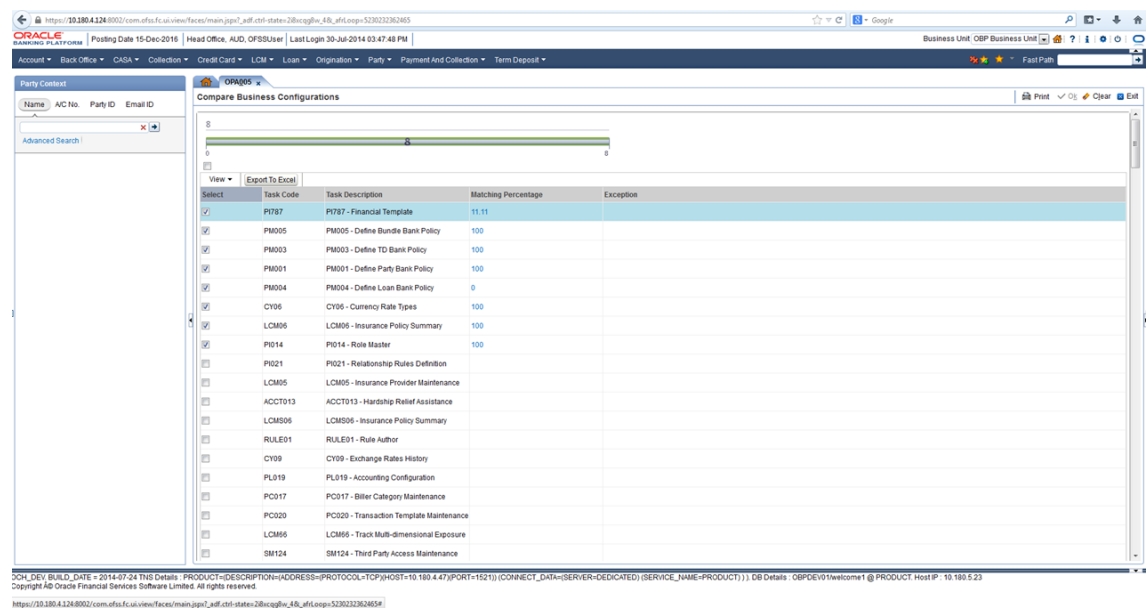 https://10.180.4.124:8002/com.ofss.fc.ui.view/faces/main.jspx?_adf.ctrl-state=2i8xcqg8w_4&_afrLoop=5230232362465
Google
ORACLE
BANKING PLATFORM
Posting Date 15-Dec-2016 Head Office, AUD, OFSSUser Last Login 30-Jul-2014 03:47:48 PM
Business Unit OBP Business Unit
Account Back Office CASA Collection Credit Card LCM Loan Origination Party Payment And Collection Term Deposit
Fast Path
Party Context
Name A/C No. Party ID Email ID
Advanced Search
OPA005 x
Compare Business Configurations
Print Ok Clear Exit
8
8
0 8
View Export To Excel
Select Task Code Task Description Matching Percentage Exception
PI787 PI787 - Financial Template 11.11
PM005 PM005 - Define Bundle Bank Policy 100
PM003 PM003 - Define TD Bank Policy 100
PM001 PM001 - Define Party Bank Policy 100
PM004 PM004 - Define Loan Bank Policy 0
CY06 CY06 - Currency Rate Types 100
LCM06 LCM06 - Insurance Policy Summary 100
PI014 PI014 - Role Master 100
PI021 PI021 - Relationship Rules Definition
LCM05 LCM05 - Insurance Provider Maintenance
ACCT013 ACCT013 - Hardship Relief Assistance
LCMS06 LCMS06 - Insurance Policy Summary
RULE01 RULE01 - Rule Author
CY09 CY09 - Exchange Rates History
PL019 PL019 - Accounting Configuration
PC017 PC017 - Biller Category Maintenance
PC020 PC020 - Transaction Template Maintenance
LCM66 LCM66 - Track Multi-dimensional Exposure
SM124 SM124 - Third Party Access Maintenance
OCH_DEV. BUILD_DATE = 2014-07-24 TNS Details : PRODUCT=(DESCRIPTION=(ADDRESS=(PROTOCOL=TCP)(HOST=10.180.4.47)(PORT=1521)) (CONNECT_DATA=(SERVER=DEDICATED) (SERVICE_NAME=PRODUCT) ) ). DB Details : OBPDEV01/welcome1 @ PRODUCT. Host IP : 10.180.5.23
Copyright Â© Oracle Financial Services Software Limited. All rights reserved.
https://10.180.4.124:8002/com.ofss.fc.ui.view/faces/main.jspx?_adf.ctrl-state=2i8xcqg8w_4&_afrLoop=5230232362465#